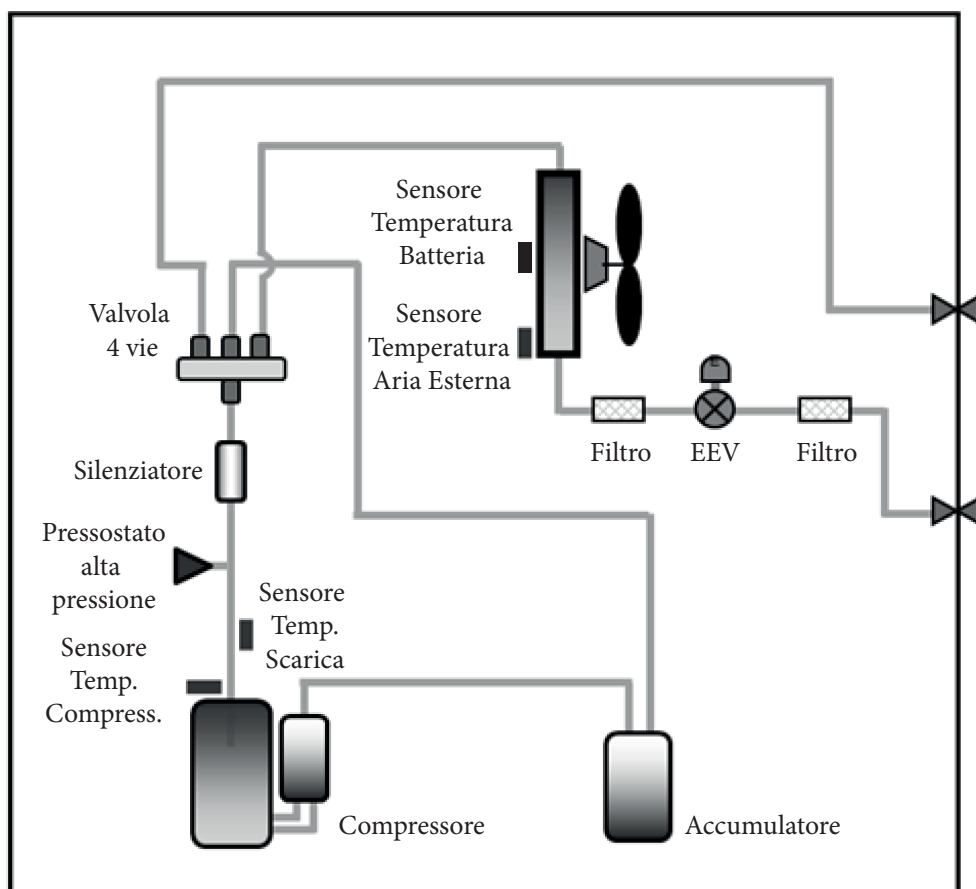 Sensore
Temperatura
Batteria
Valvola
4 vie
Sensore
Temperatura
Aria Esterna
Filtro
EEV
Filtro
Silenziatore
Pressostato
alta
pressione
Sensore
Temp.
Scarica
Sensore
Temp.
Compress.
Compressore
Accumulatore